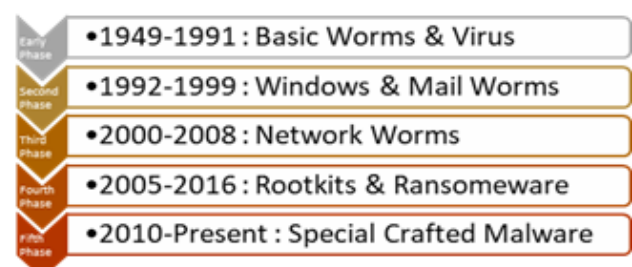 Early
Phase
•1949-1991 : Basic Worms & Virus
Second
Phase
•1992-1999 : Windows & Mail Worms
Third
Phase
•2000-2008 : Network Worms
Fourth
Phase
•2005-2016 : Rootkits & Ransomeware
Fifth
Phase
•2010-Present : Special Crafted Malware